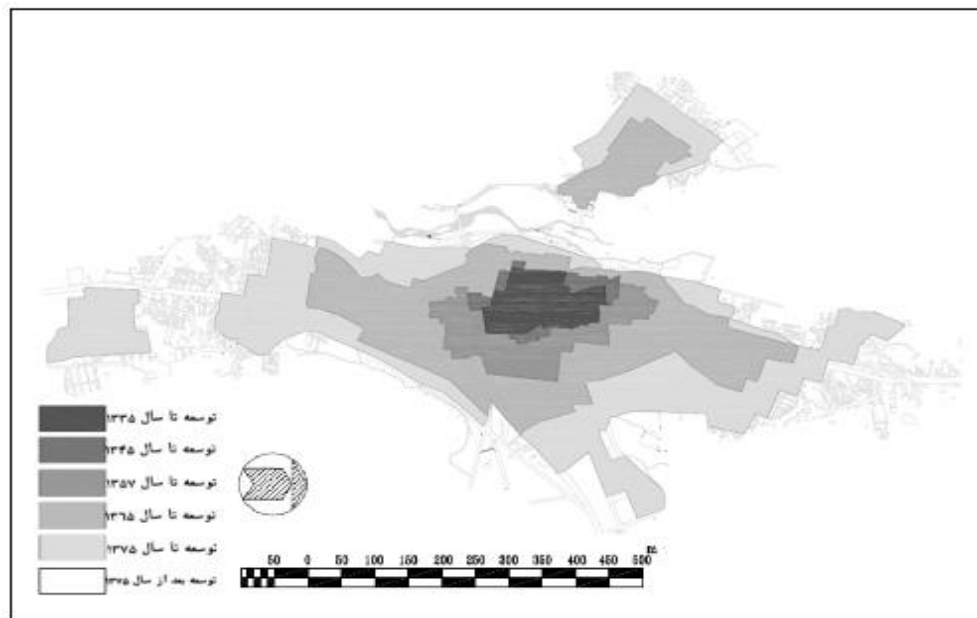 توسعه تا سال ۱۳۳۵
توسعه تا سال ۱۳۴۵
توسعه تا سال ۱۳۵۷
توسعه تا سال ۱۳۶۵
توسعه تا سال ۱۳۷۵
توسعه بعد از سال ۱۳۷۵
50 0 50 100 150 200 250 300 350 400 450 500